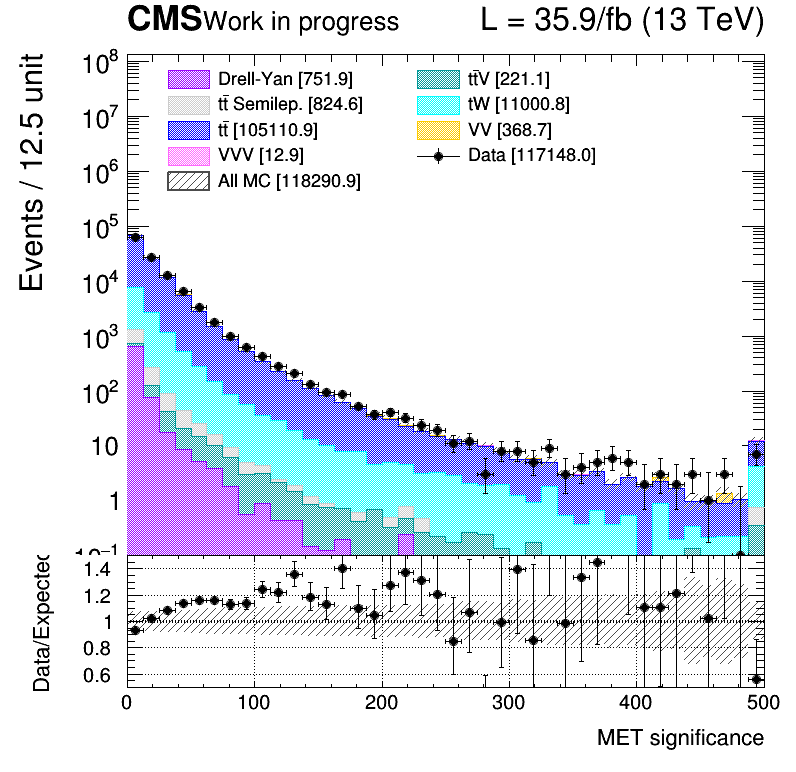 CMS Work in progress L = 35.9/fb (13 TeV)
Events / 12.5 unit
Drell-Yan [751.9] tt̄V [221.1]
tt̄ Semilep. [824.6] tW [11000.8]
tt̄ [105110.9] VV [368.7]
VVV [12.9] Data [117148.0]
All MC [118290.9]
10⁸
10⁷
10⁶
10⁵
10⁴
10³
10²
10
1
10⁻¹
Data/Expected
1.4
1.2
1
0.8
0.6
0 100 200 300 400 500
MET significance